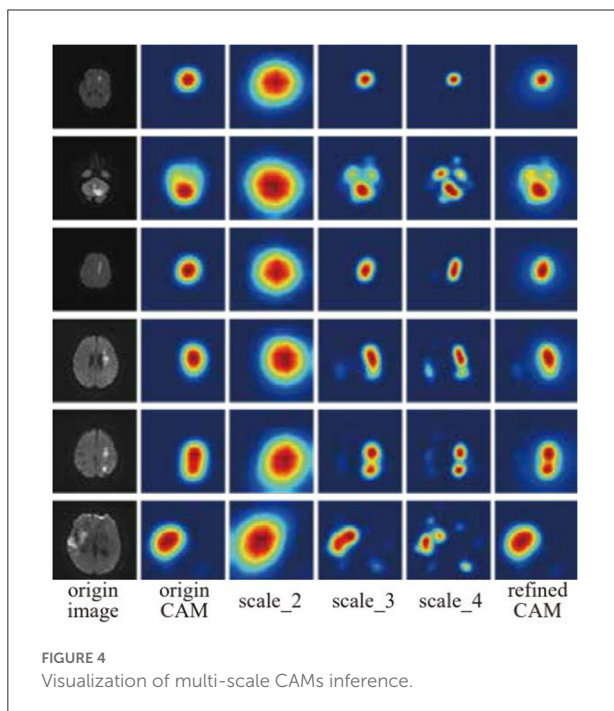 origin image
origin CAM
scale_2
scale_3
scale_4
refined CAM
FIGURE 4
Visualization of multi-scale CAMs inference.